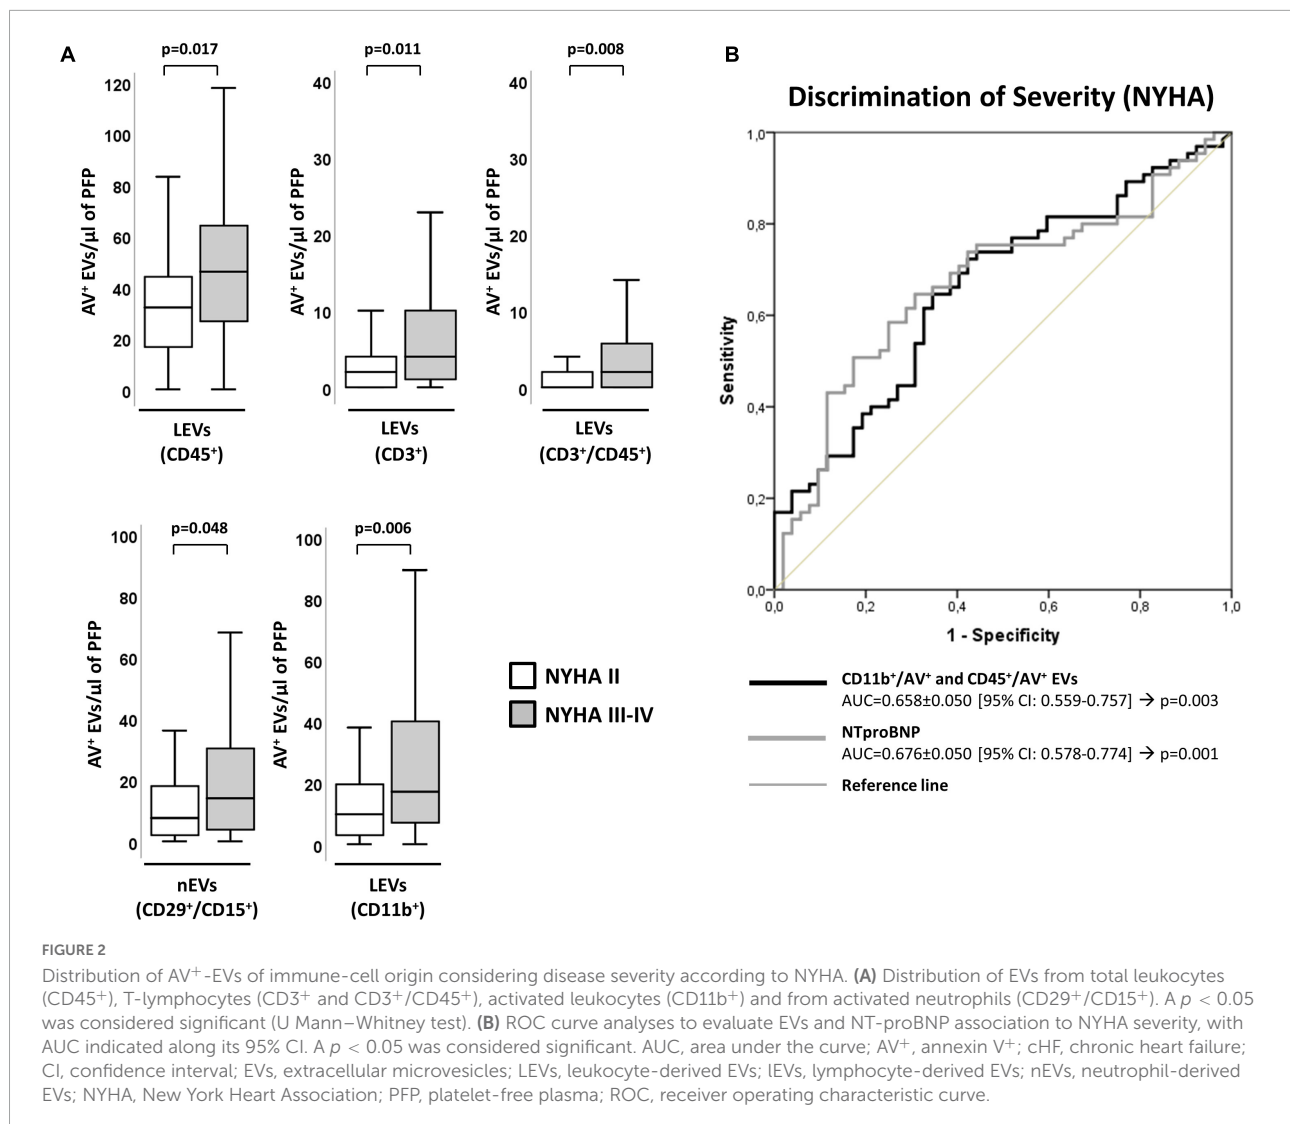 A
p=0.017
120
100
80
60
40
20
0
AV⁺ EVs/µl of PFP
LEVs
(CD45⁺)
p=0.011
40
30
20
10
0
AV⁺ EVs/µl of PFP
LEVs
(CD3⁺)
p=0.008
40
30
20
10
0
AV⁺ EVs/µl of PFP
LEVs
(CD3⁺/CD45⁺)
p=0.048
100
80
60
40
20
0
AV⁺ EVs/µl of PFP
nEVs
(CD29⁺/CD15⁺)
p=0.006
100
80
60
40
20
0
AV⁺ EVs/µl of PFP
LEVs
(CD11b⁺)
NYHA II
NYHA III-IV
B
Discrimination of Severity (NYHA)
1,0
0,8
0,6
0,4
0,2
0,0
Sensitivity
0,0 0,2 0,4 0,6 0,8 1,0
1 - Specificity
CD11b⁺/AV⁺ and CD45⁺/AV⁺ EVs
AUC=0.658±0.050 [95% CI: 0.559-0.757] → p=0.003
NTproBNP
AUC=0.676±0.050 [95% CI: 0.578-0.774] → p=0.001
Reference line
FIGURE 2
Distribution of AV⁺-EVs of immune-cell origin considering disease severity according to NYHA. (A) Distribution of EVs from total leukocytes
(CD45⁺), T-lymphocytes (CD3⁺ and CD3⁺/CD45⁺), activated leukocytes (CD11b⁺) and from activated neutrophils (CD29⁺/CD15⁺). A p < 0.05
was considered significant (U Mann–Whitney test). (B) ROC curve analyses to evaluate EVs and NT-proBNP association to NYHA severity, with
AUC indicated along its 95% CI. A p < 0.05 was considered significant. AUC, area under the curve; AV⁺, annexin V⁺; cHF, chronic heart failure;
CI, confidence interval; EVs, extracellular microvesicles; LEVs, leukocyte-derived EVs; lEVs, lymphocyte-derived EVs; nEVs, neutrophil-derived
EVs; NYHA, New York Heart Association; PFP, platelet-free plasma; ROC, receiver operating characteristic curve.